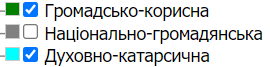 Громадсько-корисна
Національно-громадянська
Духовно-катарсична